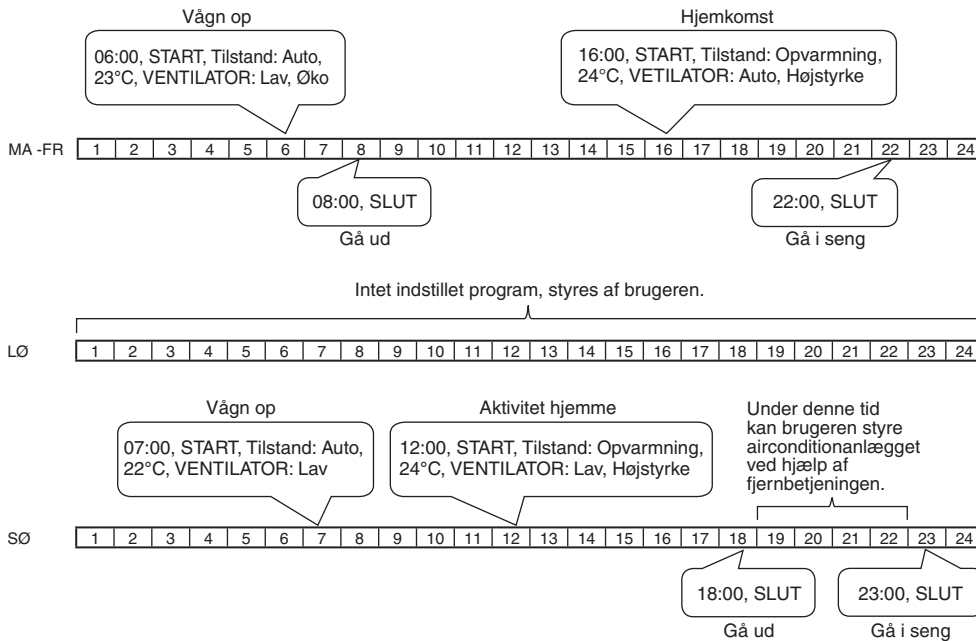 Vågn op
Hjemkomst
06:00, START, Tilstand: Auto,
23°C, VENTILATOR: Lav, Øko
16:00, START, Tilstand: Opvarmning,
24°C, VETILATOR: Auto, Højstyrke
MA -FR 1 2 3 4 5 6 7 8 9 10 11 12 13 14 15 16 17 18 19 20 21 22 23 24
08:00, SLUT
22:00, SLUT
Gå ud
Gå i seng
Intet indstillet program, styres af brugeren.
LØ 1 2 3 4 5 6 7 8 9 10 11 12 13 14 15 16 17 18 19 20 21 22 23 24
Vågn op
07:00, START, Tilstand: Auto,
22°C, VENTILATOR: Lav
Aktivitet hjemme
12:00, START, Tilstand: Opvarmning,
24°C, VENTILATOR: Lav, Højstyrke
Under denne tid
kan brugeren styre
airconditionanlægget
ved hjælp af
fjernbetjeningen.
SØ 1 2 3 4 5 6 7 8 9 10 11 12 13 14 15 16 17 18 19 20 21 22 23 24
18:00, SLUT
23:00, SLUT
Gå ud
Gå i seng